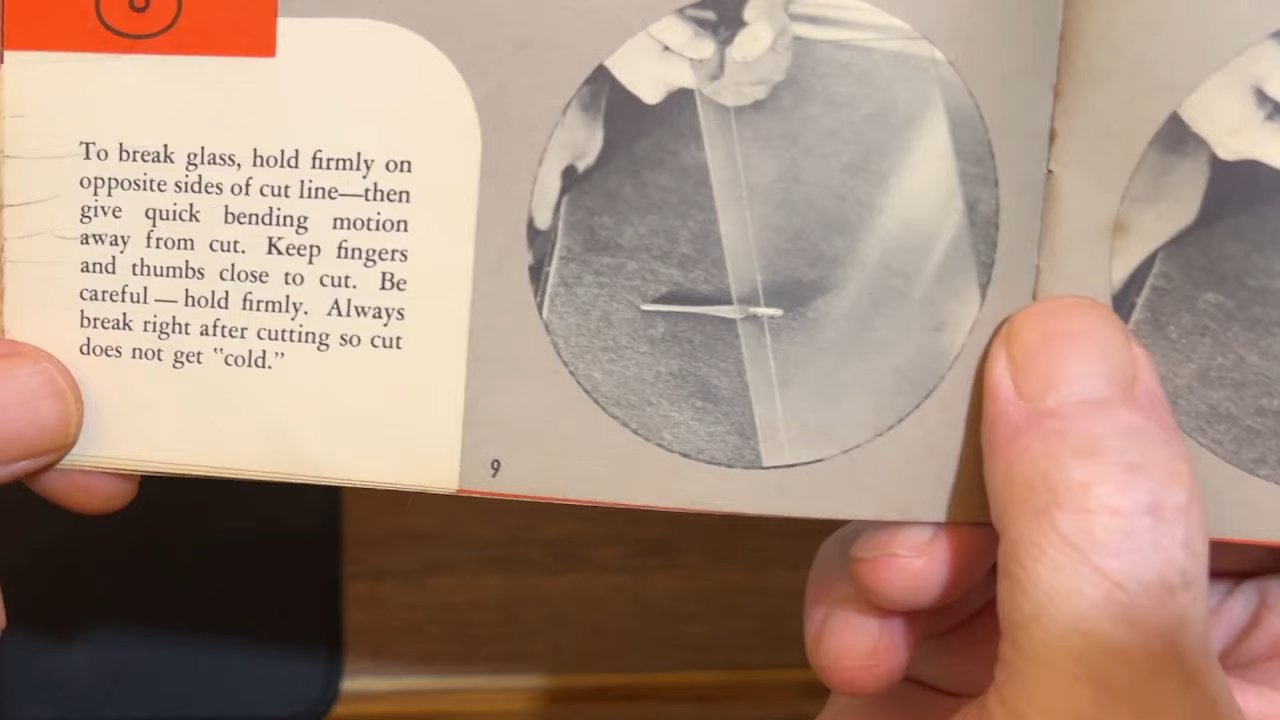 To break glass, hold firmly on
opposite sides of cut line—then
give quick bending motion
away from cut. Keep fingers
and thumbs close to cut. Be
careful — hold firmly. Always
break right after cutting so cut
does not get "cold."
9